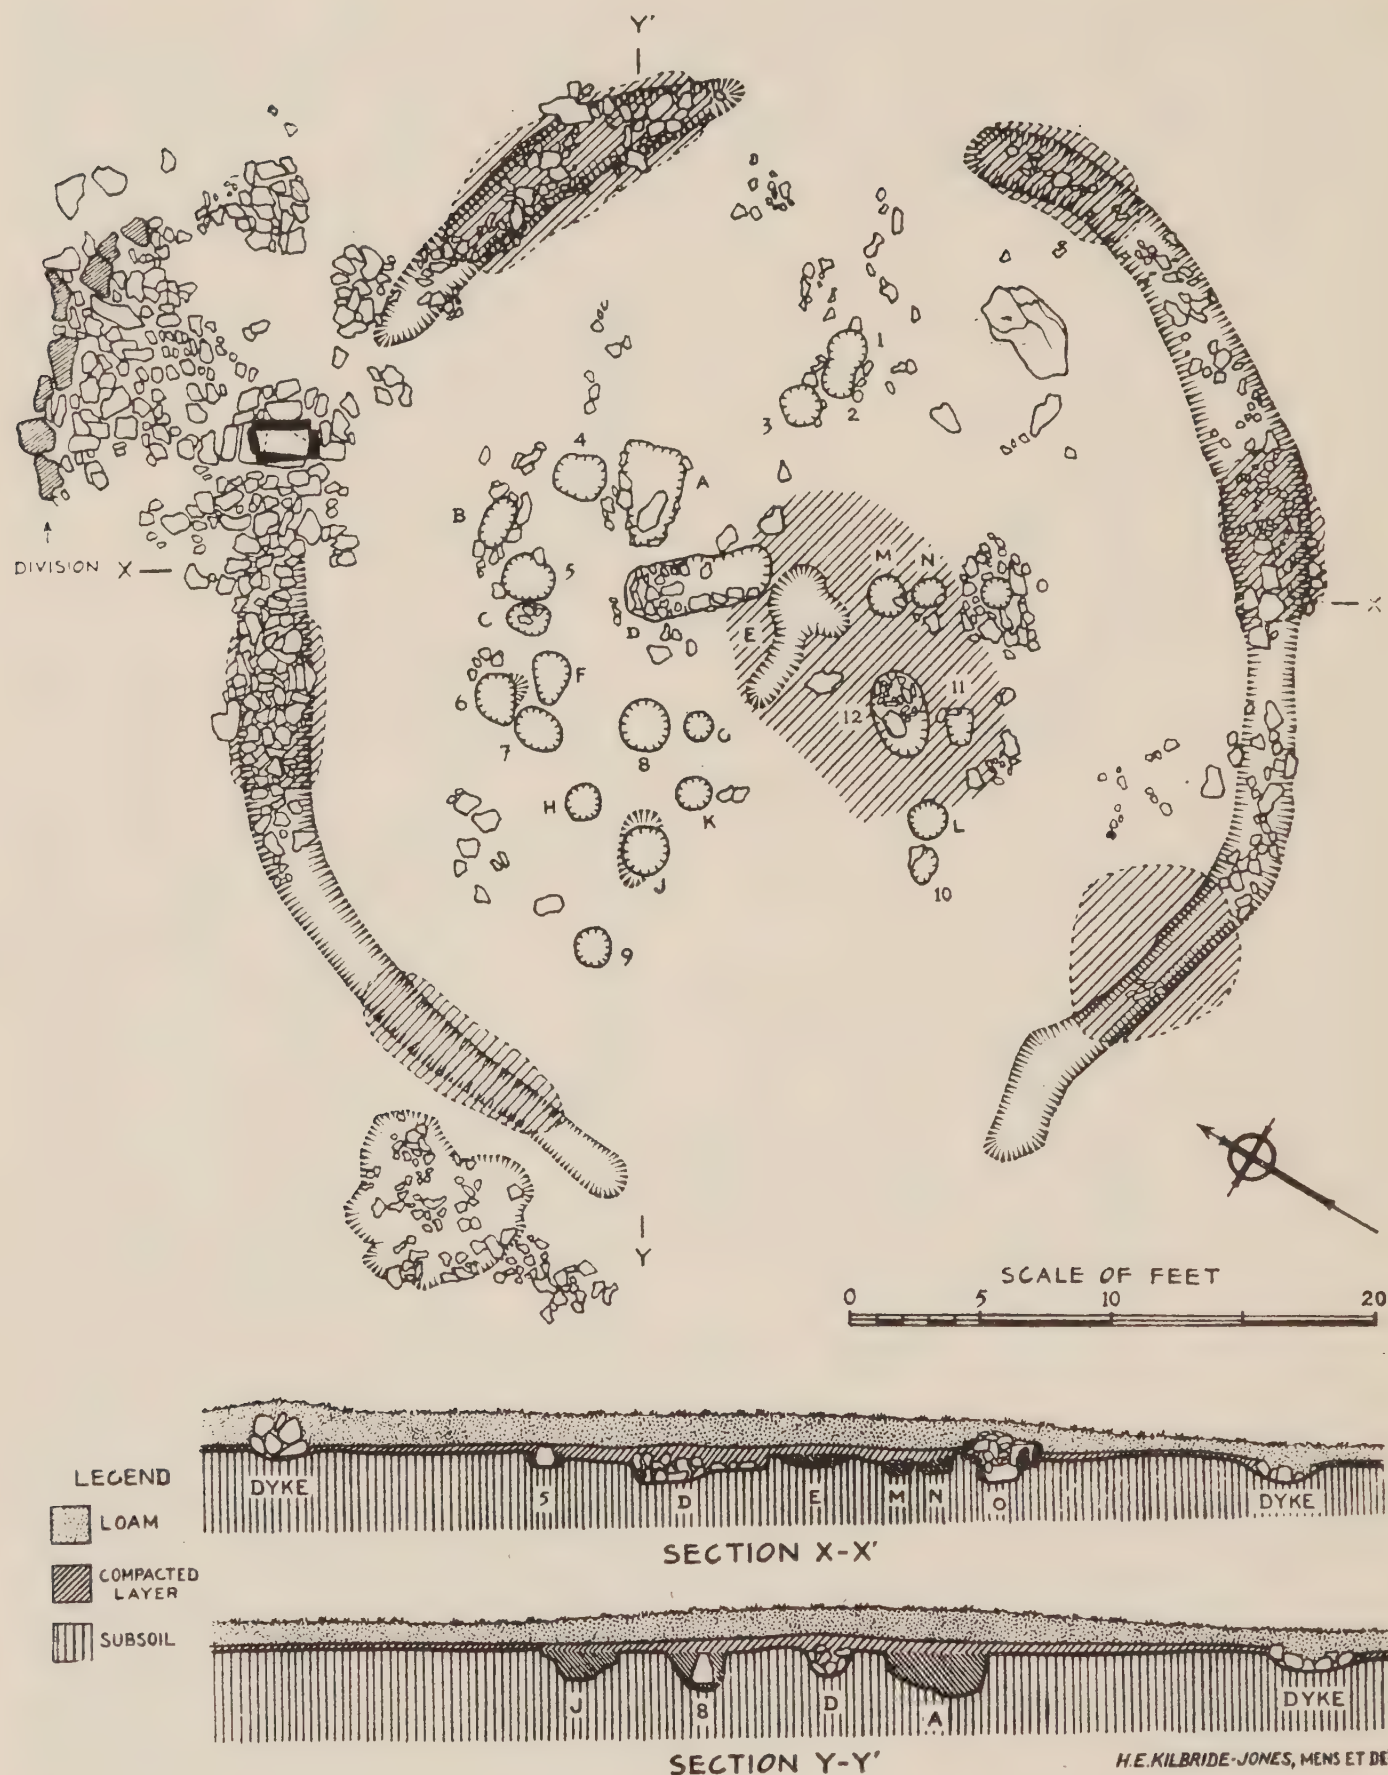 Y'
1
2
3
4
A
B
5
C
D
E
M
N
O
DIVISION X
X
F
6
7
8
G
11
12
H
K
J
L
10
9
Y
SCALE OF FEET
0 5 10 20
LEGEND
LOAM
COMPACTED
LAYER
SUBSOIL
DYKE
5
D
E
M
N
O
DYKE
SECTION X-X'
J
8
D
A
DYKE
SECTION Y-Y'
H.E.KILBRIDE-JONES, MENS ET DE